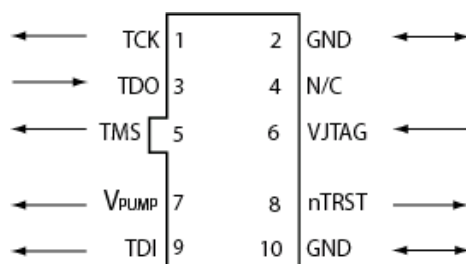 TCK 1 2 GND
TDO 3 4 N/C
TMS 5 6 VJTAG
VPUMP 7 8 nTRST
TDI 9 10 GND